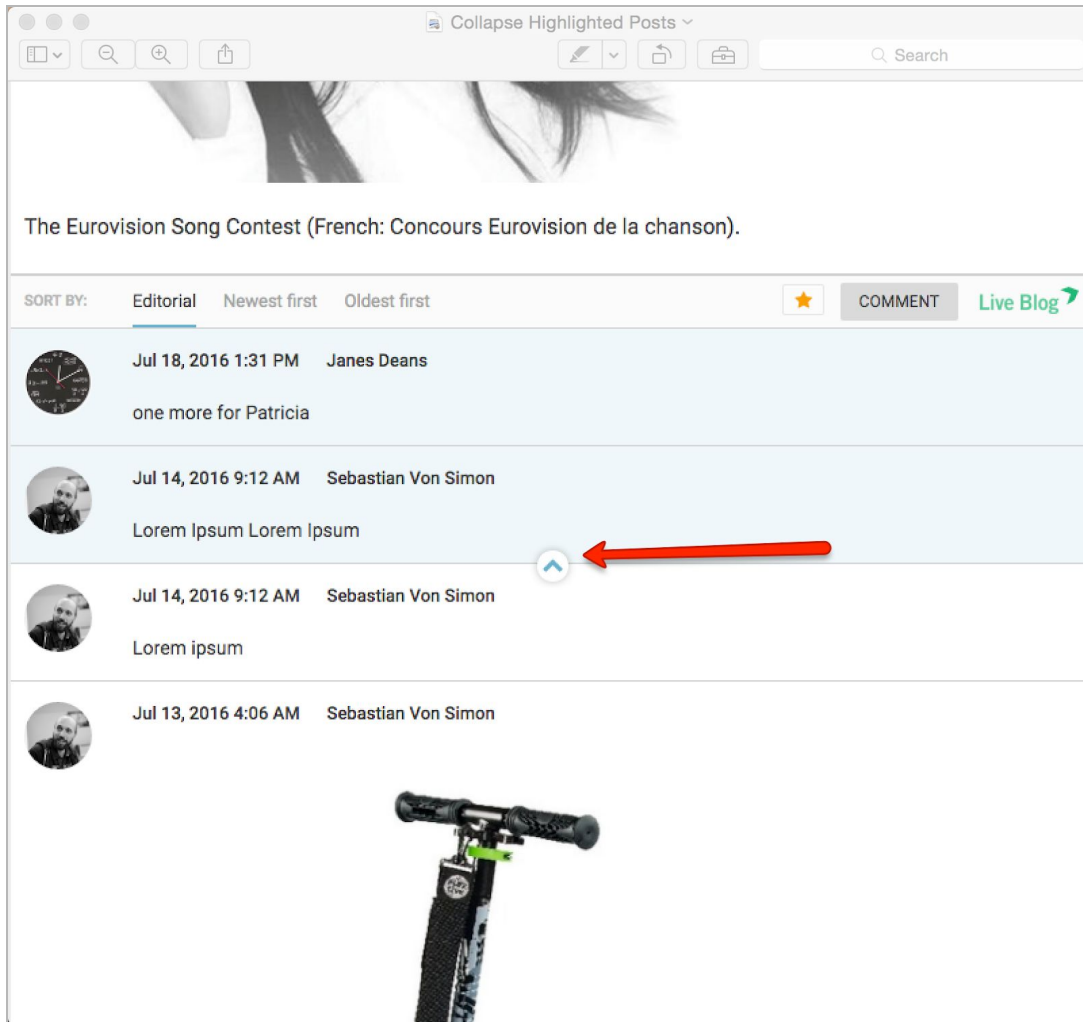 Collapse Highlighted Posts
Search
The Eurovision Song Contest (French: Concours Eurovision de la chanson).
SORT BY: Editorial Newest first Oldest first COMMENT Live Blog
Jul 18, 2016 1:31 PM Janes Deans
one more for Patricia
Jul 14, 2016 9:12 AM Sebastian Von Simon
Lorem Ipsum Lorem Ipsum
Jul 14, 2016 9:12 AM Sebastian Von Simon
Lorem ipsum
Jul 13, 2016 4:06 AM Sebastian Von Simon